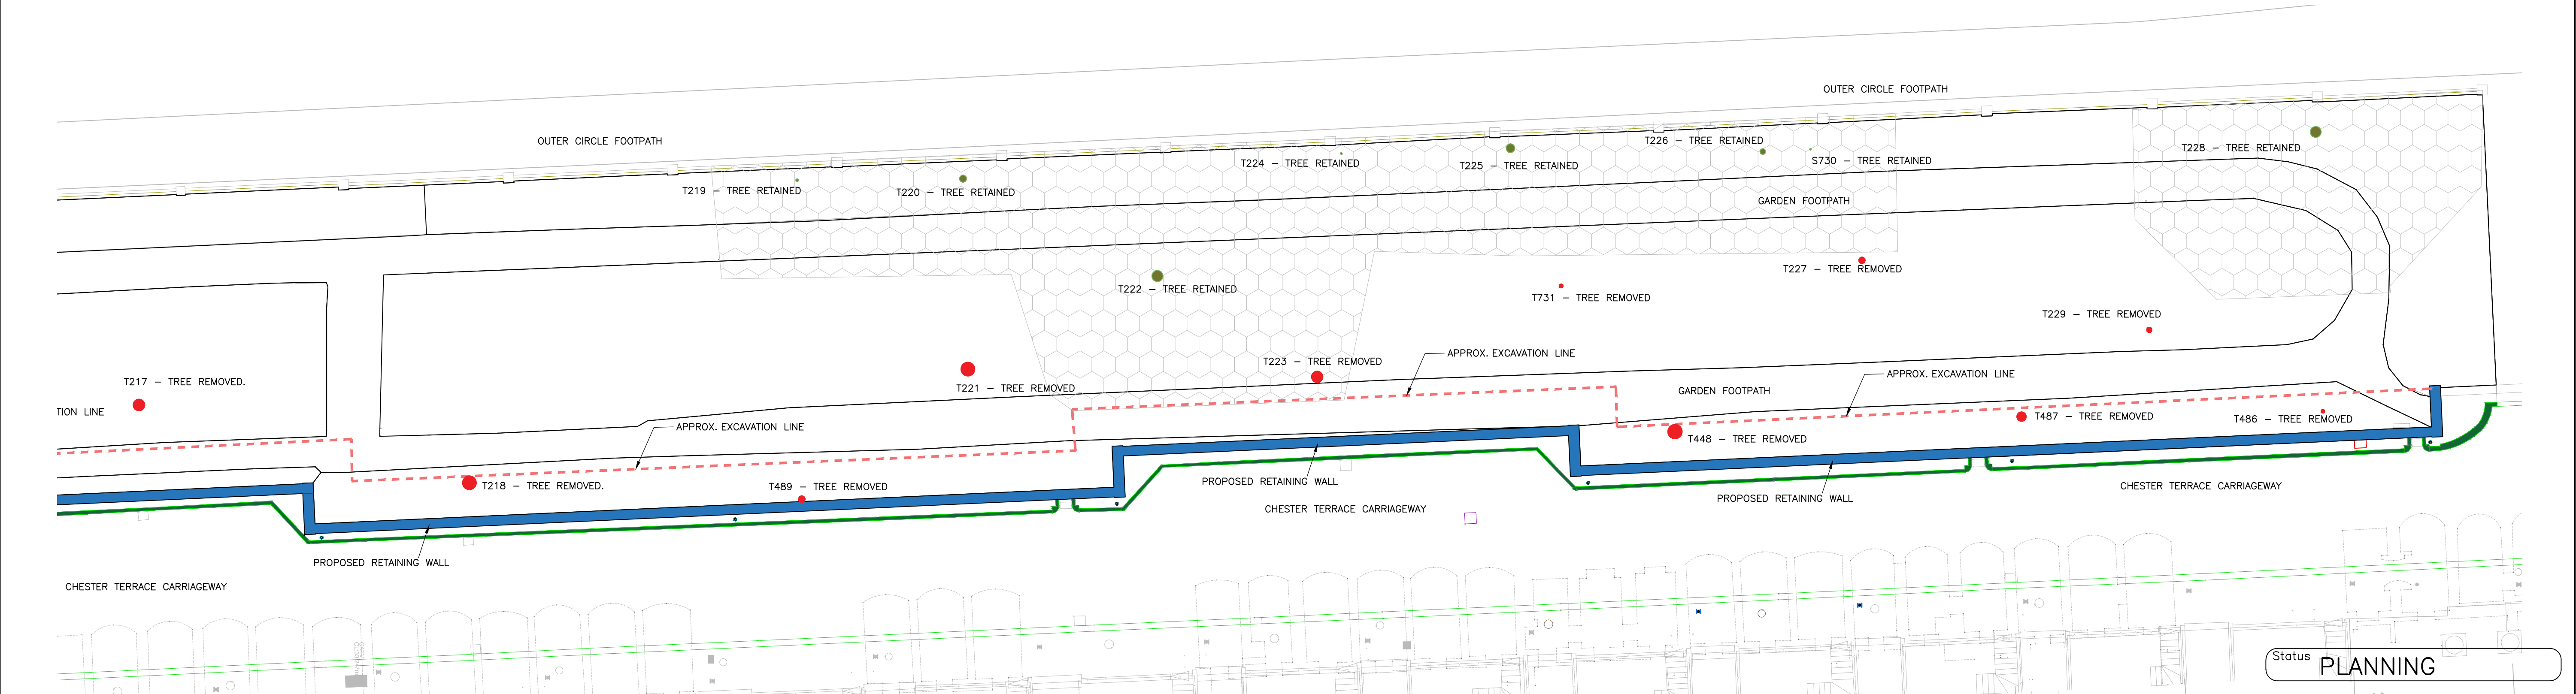 OUTER CIRCLE FOOTPATH
OUTER CIRCLE FOOTPATH
T226 – TREE RETAINED
T228 – TREE RETAINED
T224 – TREE RETAINED
T225 – TREE RETAINED
S730 – TREE RETAINED
T219 – TREE RETAINED
T220 – TREE RETAINED
GARDEN FOOTPATH
T227 – TREE REMOVED
T222 – TREE RETAINED
T731 – TREE REMOVED
T229 – TREE REMOVED
APPROX. EXCAVATION LINE
T223 – TREE REMOVED
APPROX. EXCAVATION LINE
T217 – TREE REMOVED.
T221 – TREE REMOVED
GARDEN FOOTPATH
TION LINE
T487 – TREE REMOVED
T486 – TREE REMOVED
APPROX. EXCAVATION LINE
T448 – TREE REMOVED
T218 – TREE REMOVED.
T489 – TREE REMOVED
PROPOSED RETAINING WALL
CHESTER TERRACE CARRIAGEWAY
PROPOSED RETAINING WALL
CHESTER TERRACE CARRIAGEWAY
PROPOSED RETAINING WALL
CHESTER TERRACE CARRIAGEWAY
Status PLANNING